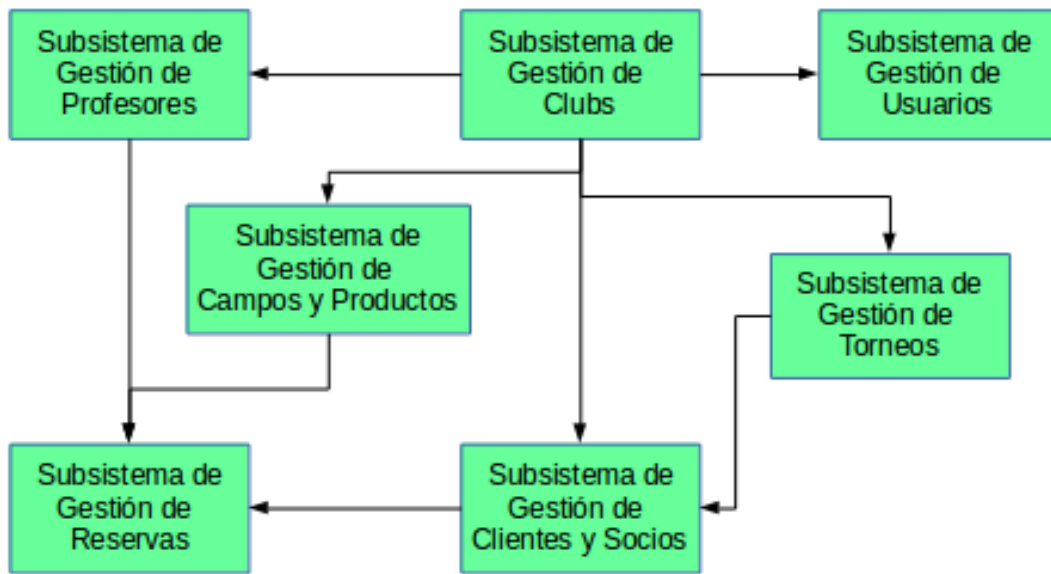 Subsistema de
Gestión de
Profesores
Subsistema de
Gestión de
Clubs
Subsistema de
Gestión de
Usuarios
Subsistema de
Gestión de
Campos y Productos
Subsistema de
Gestión de
Torneos
Subsistema de
Gestión de
Reservas
Subsistema de
Gestión de
Clientes y Socios